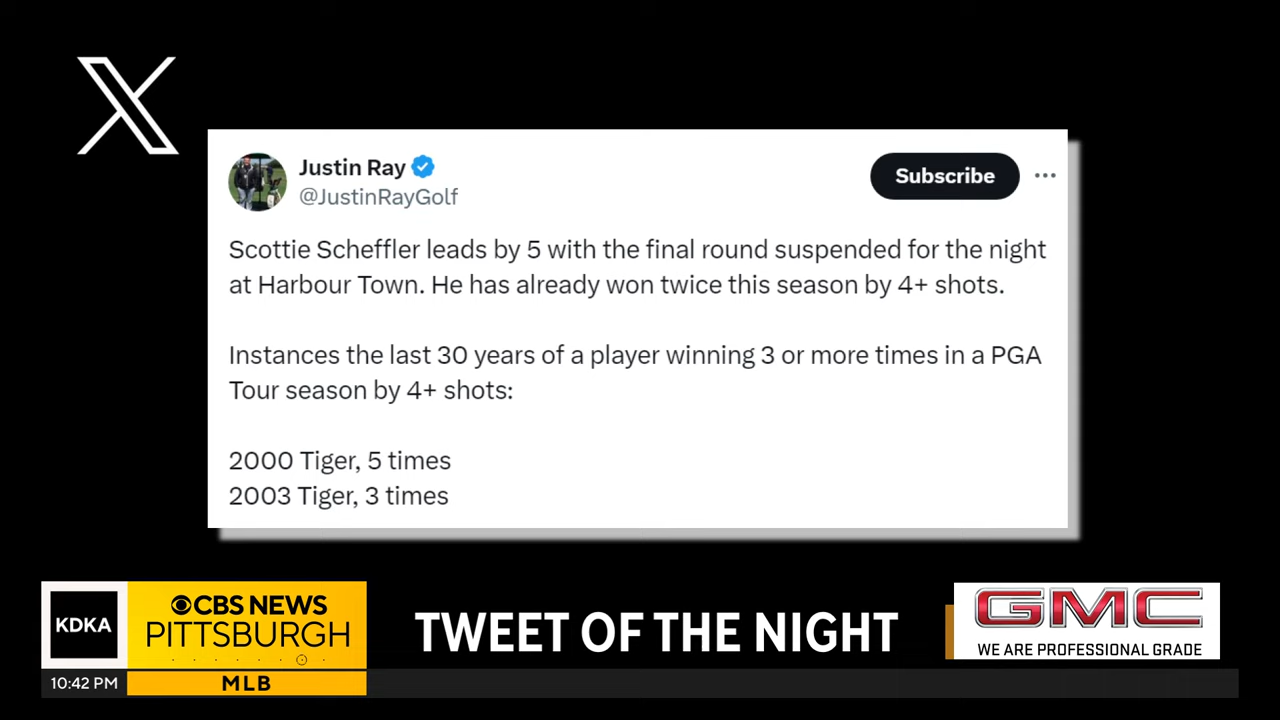 X
Justin Ray
@JustinRayGolf
Subscribe
Scottie Scheffler leads by 5 with the final round suspended for the night
at Harbour Town. He has already won twice this season by 4+ shots.
Instances the last 30 years of a player winning 3 or more times in a PGA
Tour season by 4+ shots:
2000 Tiger, 5 times
2003 Tiger, 3 times
KDKA
CBS NEWS
PITTSBURGH
TWEET OF THE NIGHT
GMC
WE ARE PROFESSIONAL GRADE
10:42 PM
MLB